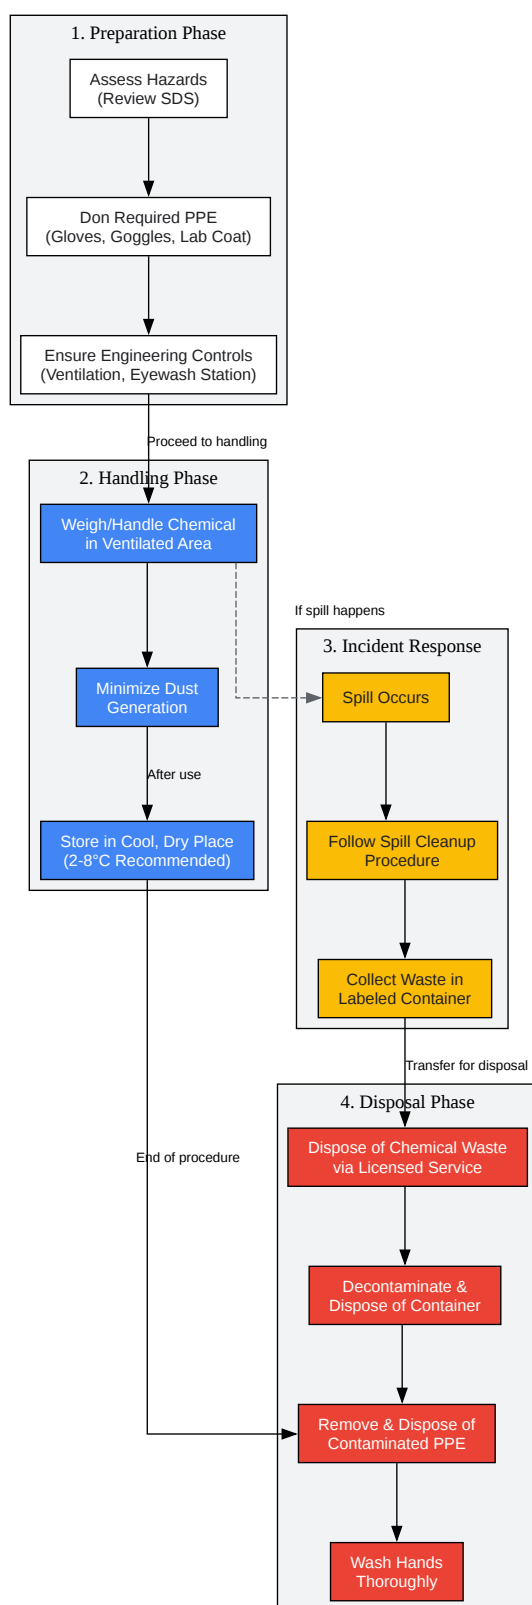 1. Preparation Phase
Assess Hazards
(Review SDS)
Don Required PPE
(Gloves, Goggles, Lab Coat)
Ensure Engineering Controls
(Ventilation, Eyewash Station)
Proceed to handling
2. Handling Phase
Weigh/Handle Chemical
in Ventilated Area
Minimize Dust
Generation
After use
Store in Cool, Dry Place
(2-8°C Recommended)
If spill happens
3. Incident Response
Spill Occurs
Follow Spill Cleanup
Procedure
Collect Waste in
Labeled Container
Transfer for disposal
End of procedure
4. Disposal Phase
Dispose of Chemical Waste
via Licensed Service
Decontaminate &
Dispose of Container
Remove & Dispose of
Contaminated PPE
Wash Hands
Thoroughly